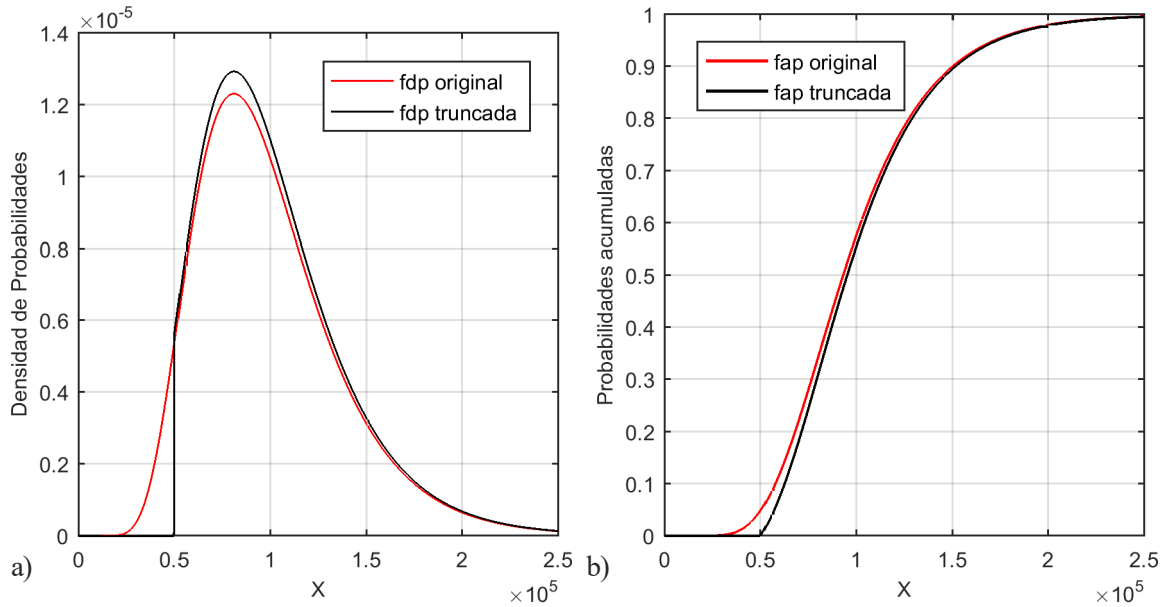 ×10⁻⁵
1.4
1.2
1
0.8
0.6
0.4
0.2
0
Densidad de Probabilidades
fdp original
fdp truncada
0 0.5 1 1.5 2 2.5
X
×10⁵
a)
1
0.9
0.8
0.7
0.6
0.5
0.4
0.3
0.2
0.1
0
Probabilidades acumuladas
fap original
fap truncada
0 0.5 1 1.5 2 2.5
X
×10⁵
b)